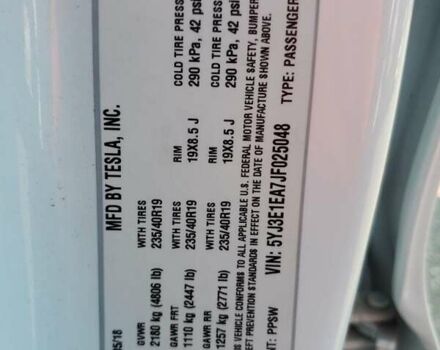 MFD BY TESLA, INC.
05/18
GVWR WITH TIRES RIM COLD TIRE PRESS
2180 kg (4806 lb) 235/40R19 19X8.5 J 290 kPa, 42 psi
GAWR FRT WITH TIRES
1110 kg (2447 lb) 235/40R19
GAWR RR WITH TIRES RIM COLD TIRE PRESS
1257 kg (2771 lb) 235/40R19 19X8.5 J 290 kPa, 42 psi
VEHICLE CONFORMS TO ALL APPLICABLE U.S. FEDERAL MOTOR VEHICLE SAFETY, BUMPER
PREVENTION STANDARDS IN EFFECT ON THE DATE OF MANUFACTURE SHOWN ABOVE.
VIN: 5YJ3E1EA7JF025048 TYPE: PASSENGER
PPSW